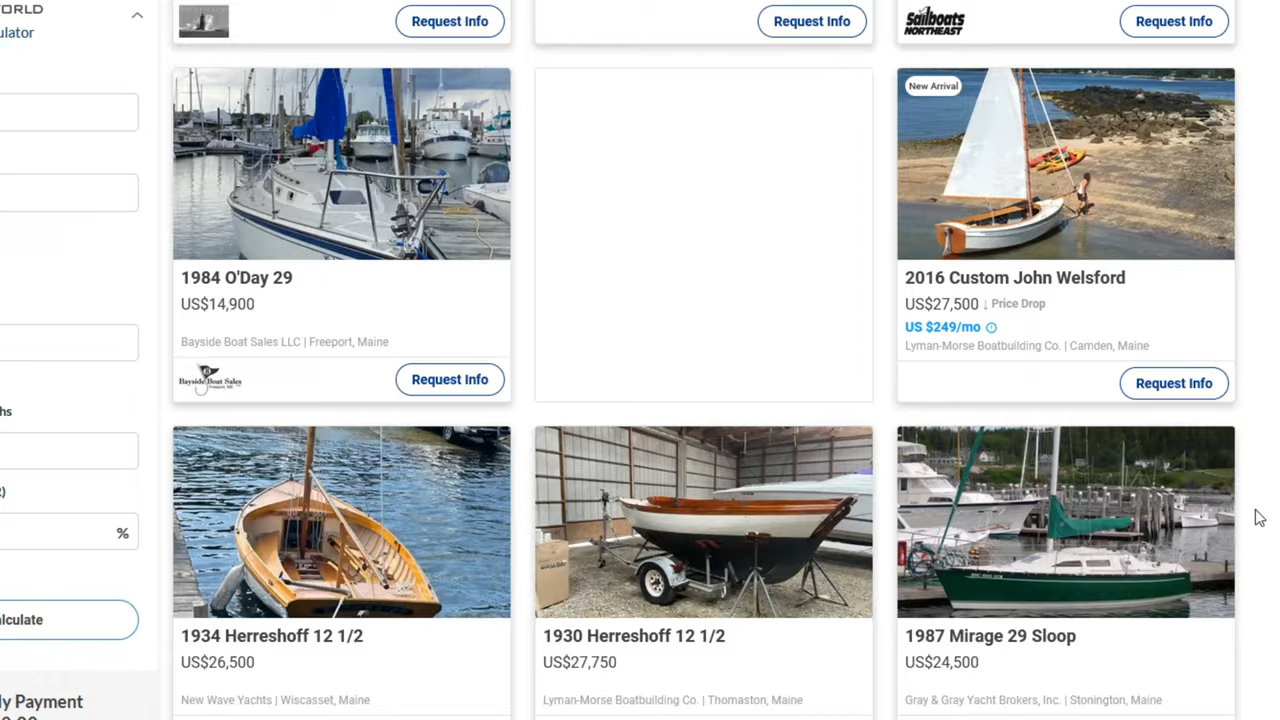 ORLD
ulator
Request Info
Request Info
Sailboats
NORTHEAST
Request Info
New Arrival
1984 O'Day 29
US$14,900
Bayside Boat Sales LLC | Freeport, Maine
Bayside Boat Sales
Request Info
2016 Custom John Welsford
US$27,500 ↓ Price Drop
US $249/mo
Lyman-Morse Boatbuilding Co. | Camden, Maine
Request Info
hs
)
%
alculate
ly Payment
1934 Herreshoff 12 1/2
US$26,500
New Wave Yachts | Wiscasset, Maine
1930 Herreshoff 12 1/2
US$27,750
Lyman-Morse Boatbuilding Co. | Thomaston, Maine
1987 Mirage 29 Sloop
US$24,500
Gray & Gray Yacht Brokers, Inc. | Stonington, Maine